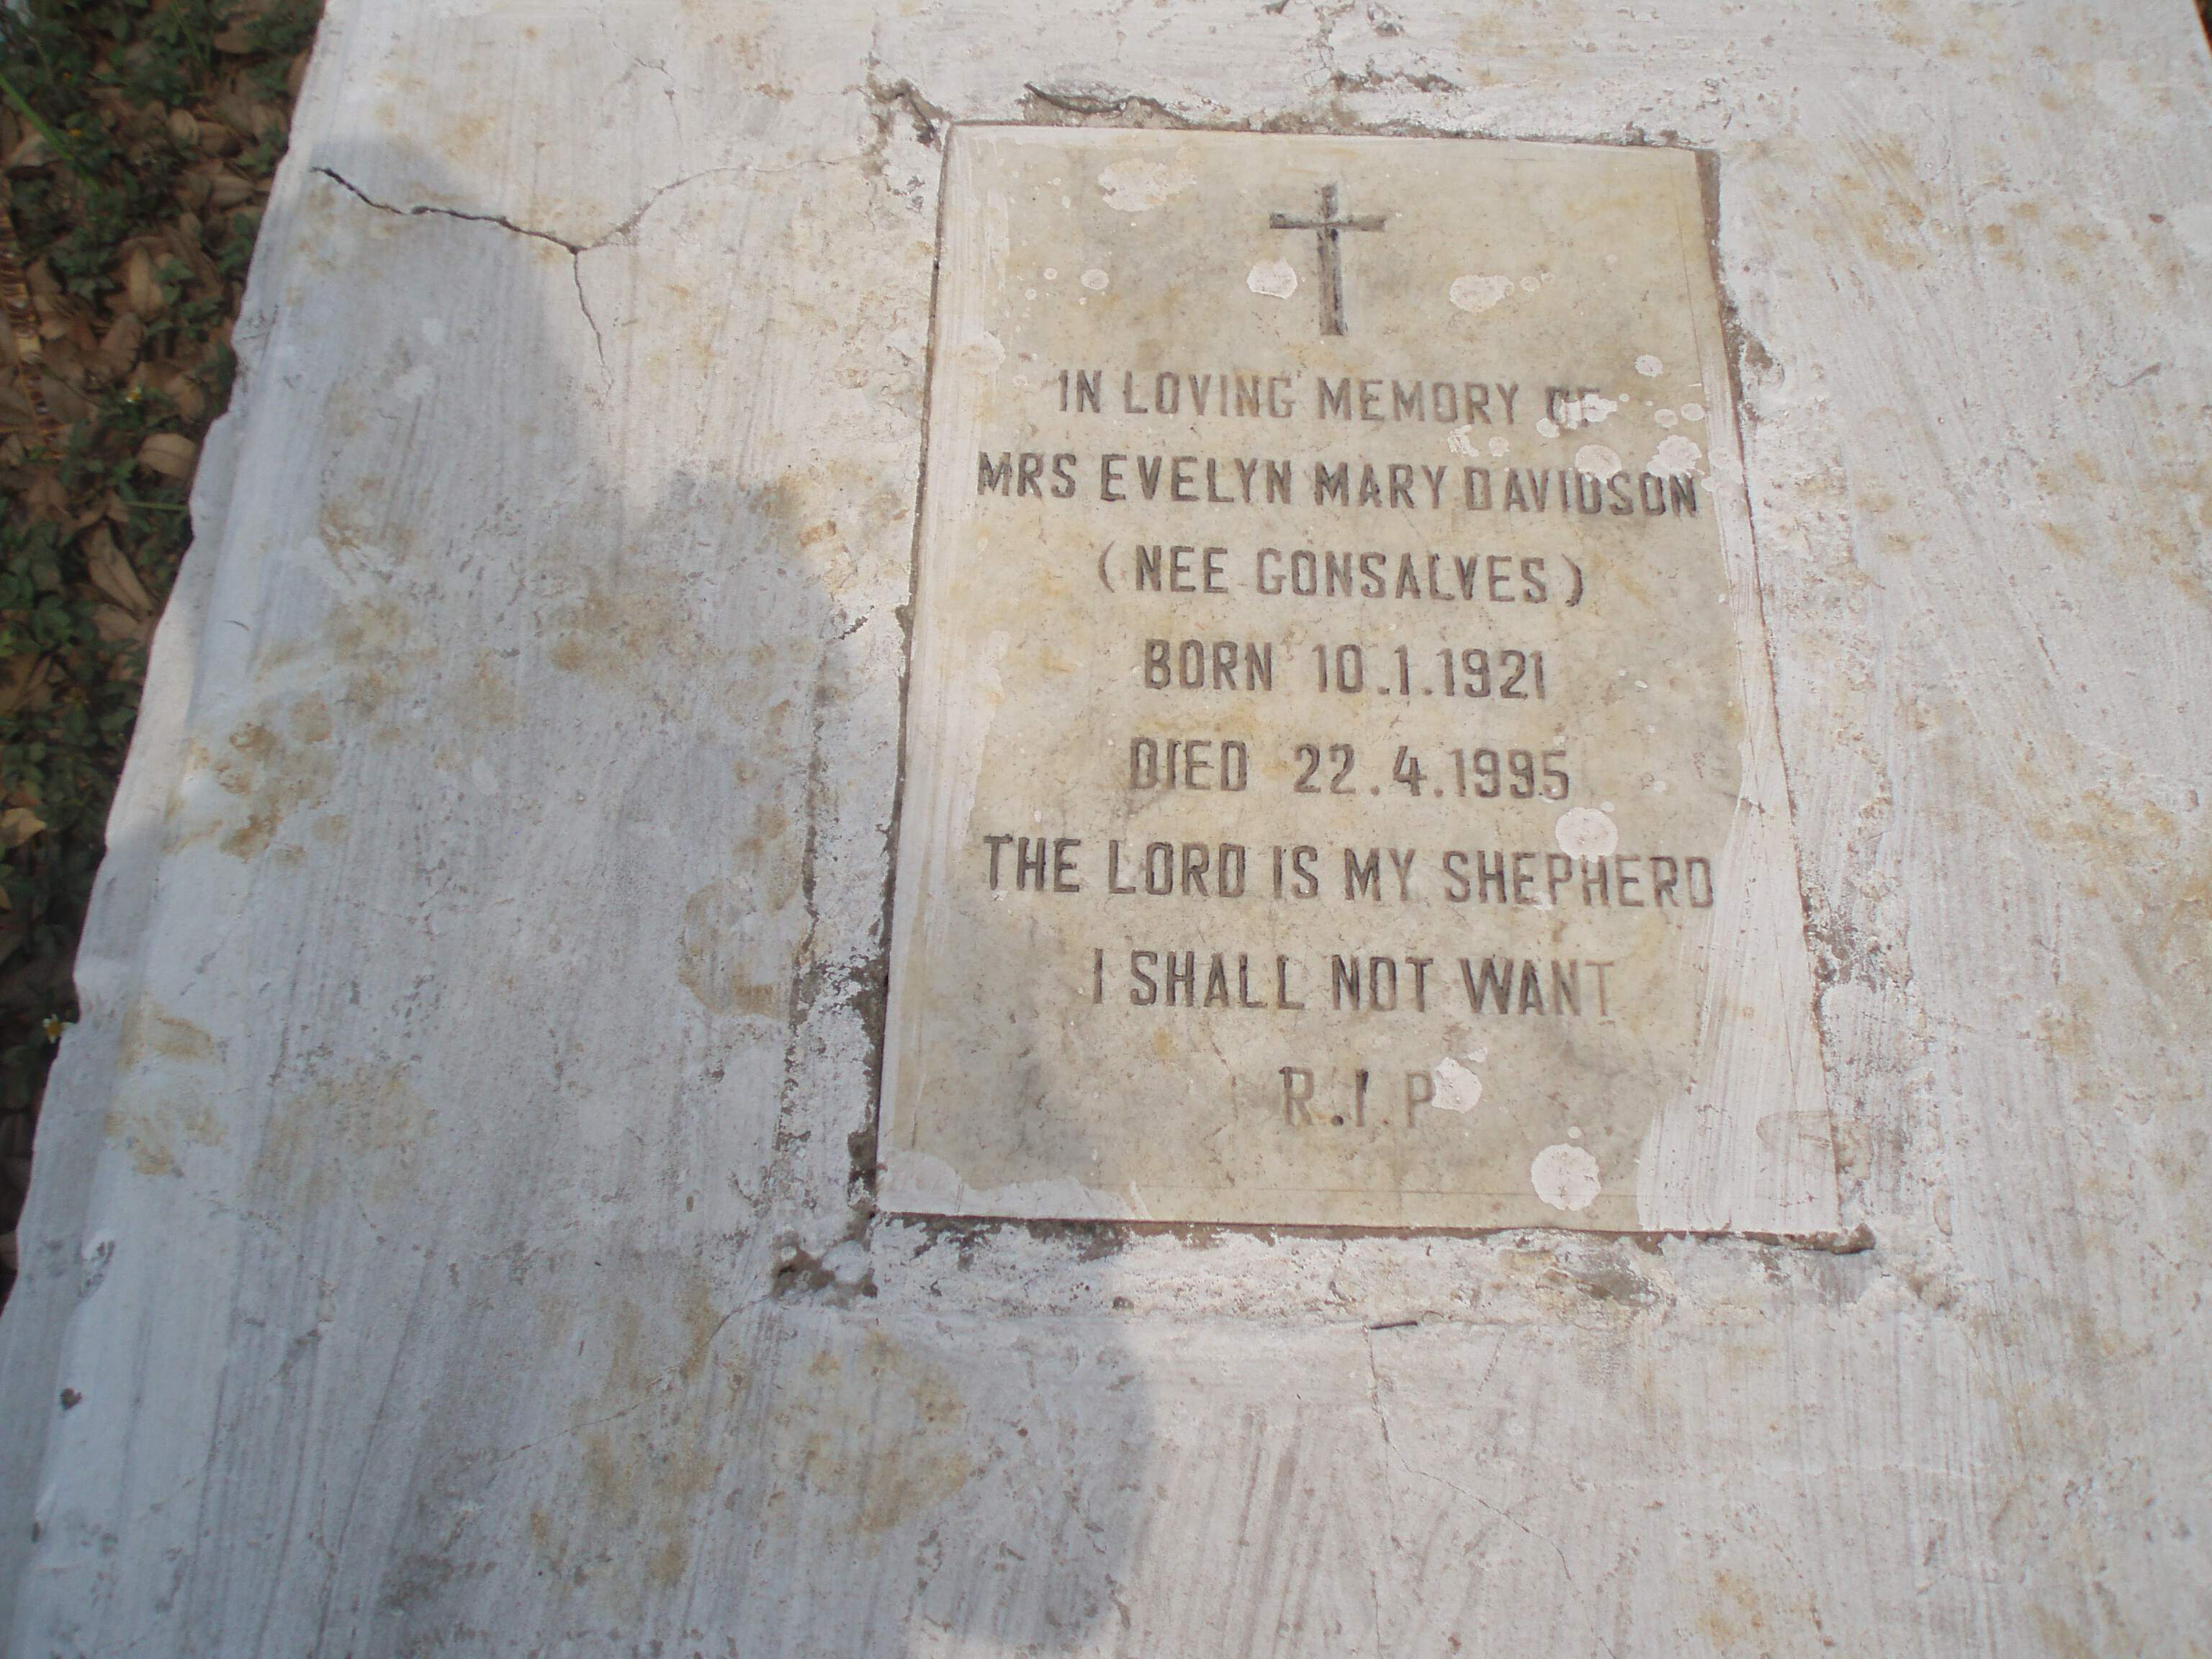 IN LOVING MEMORY OF
MRS EVELYN MARY DAVIDSON
(NEE GONSALVES)
BORN 10.1.1921
DIED 22.4.1995
THE LORD IS MY SHEPHERD
I SHALL NOT WANT
R.I.P